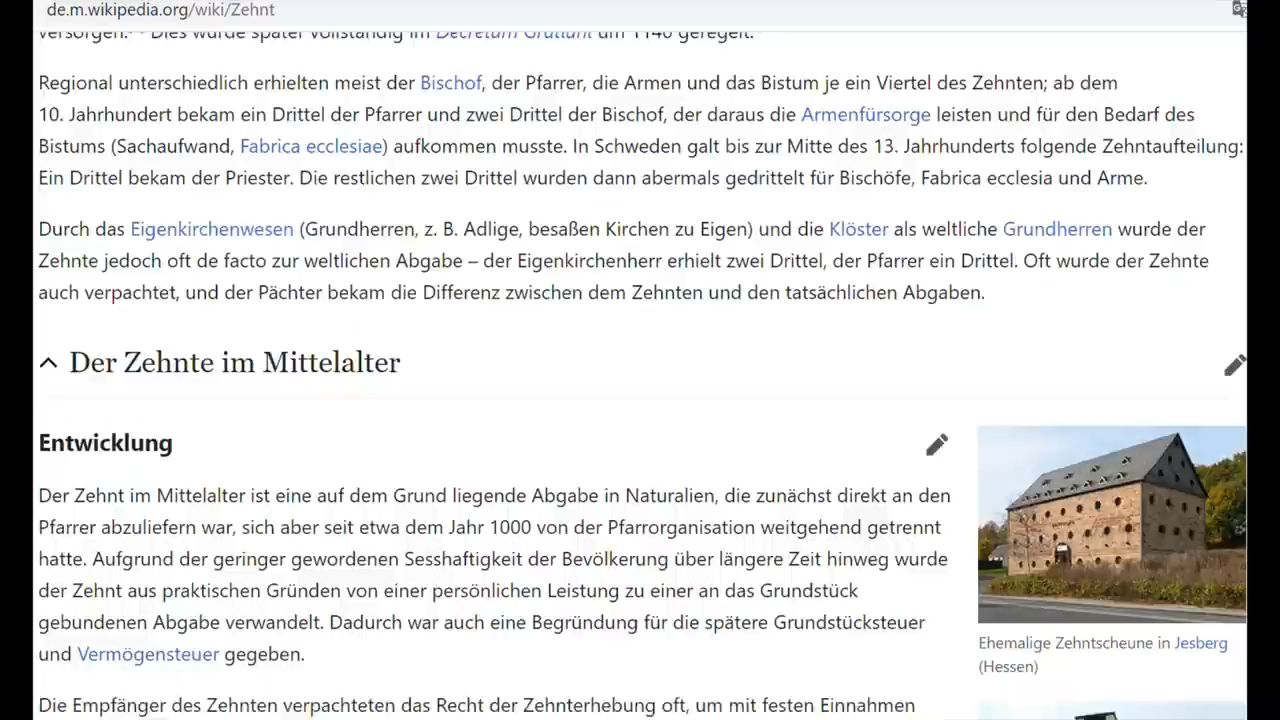 de.m.wikipedia.org/wiki/Zehnt
versorgen. Dies wurde später vollständig im Decretum Gratiani um 1140 geregelt.
Regional unterschiedlich erhielten meist der Bischof, der Pfarrer, die Armen und das Bistum je ein Viertel des Zehnten; ab dem
10. Jahrhundert bekam ein Drittel der Pfarrer und zwei Drittel der Bischof, der daraus die Armenfürsorge leisten und für den Bedarf des
Bistums (Sachaufwand, Fabrica ecclesiae) aufkommen musste. In Schweden galt bis zur Mitte des 13. Jahrhunderts folgende Zehntaufteilung:
Ein Drittel bekam der Priester. Die restlichen zwei Drittel wurden dann abermals gedrittelt für Bischöfe, Fabrica ecclesia und Arme.
Durch das Eigenkirchenwesen (Grundherren, z. B. Adlige, besaßen Kirchen zu Eigen) und die Klöster als weltliche Grundherren wurde der
Zehnte jedoch oft de facto zur weltlichen Abgabe – der Eigenkirchenherr erhielt zwei Drittel, der Pfarrer ein Drittel. Oft wurde der Zehnte
auch verpachtet, und der Pächter bekam die Differenz zwischen dem Zehnten und den tatsächlichen Abgaben.
Der Zehnte im Mittelalter
Entwicklung
Der Zehnt im Mittelalter ist eine auf dem Grund liegende Abgabe in Naturalien, die zunächst direkt an den
Pfarrer abzuliefern war, sich aber seit etwa dem Jahr 1000 von der Pfarrorganisation weitgehend getrennt
hatte. Aufgrund der geringer gewordenen Sesshaftigkeit der Bevölkerung über längere Zeit hinweg wurde
der Zehnt aus praktischen Gründen von einer persönlichen Leistung zu einer an das Grundstück
gebundenen Abgabe verwandelt. Dadurch war auch eine Begründung für die spätere Grundstücksteuer
und Vermögensteuer gegeben.
Die Empfänger des Zehnten verpachteten das Recht der Zehnterhebung oft, um mit festen Einnahmen
Ehemalige Zehntscheune in Jesberg
(Hessen)